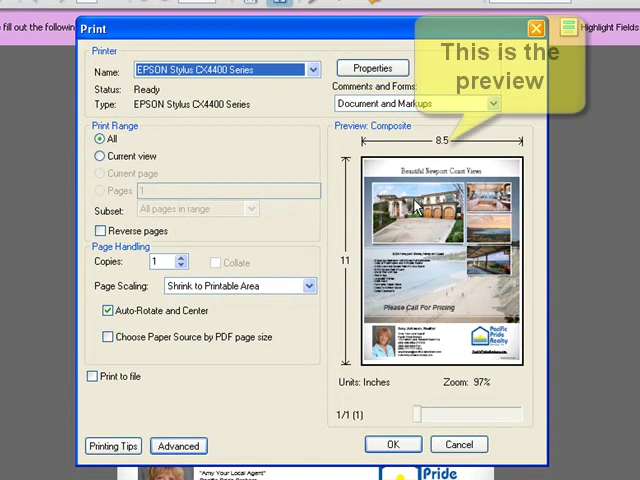 e fill out the followin
Highlight Fields
Print
This is the
preview
Printer
Name:
EPSON Stylus CX4400 Series
Properties
Status:
Ready
Comments and Forms:
Type:
EPSON Stylus CX4400 Series
Document and Markups
Print Range
All
Current view
Current page
Pages
1
Subset:
All pages in range
Reverse pages
Page Handling
Copies:
1
Collate
Page Scaling:
Shrink to Printable Area
Auto-Rotate and Center
Choose Paper Source by PDF page size
Print to file
Preview: Composite
8.5
11
Beautiful Newport Coast Views
Please Call For Pricing
Amy Johnson, Realtor
Pacific
Pride
Realty
Units: Inches
Zoom: 97%
1/1 (1)
Printing Tips
Advanced
OK
Cancel
"Amy Your Local Agent"
Pride